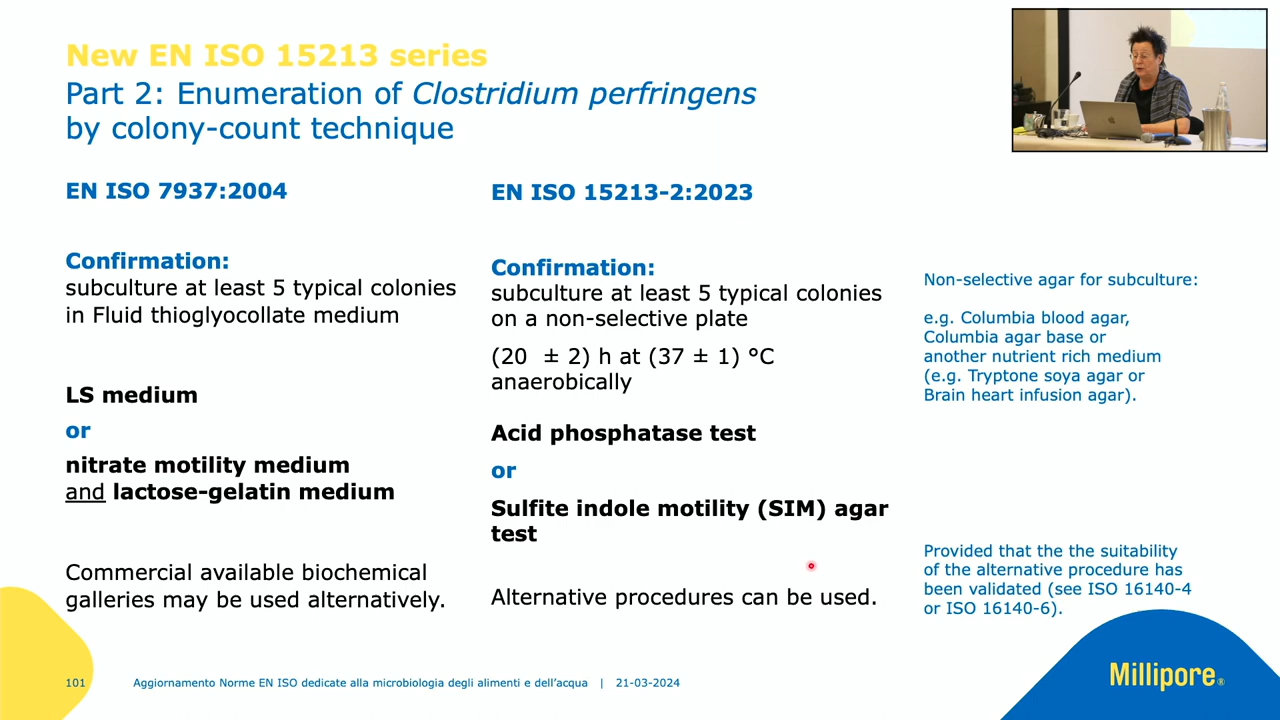 New EN ISO 15213 series
Part 2: Enumeration of Clostridium perfringens
by colony-count technique
EN ISO 7937:2004
Confirmation:
subculture at least 5 typical colonies
in Fluid thioglyocollate medium
LS medium
or
nitrate motility medium
and lactose-gelatin medium
Commercial available biochemical
galleries may be used alternatively.
EN ISO 15213-2:2023
Confirmation:
subculture at least 5 typical colonies
on a non-selective plate
(20 ± 2) h at (37 ± 1) °C
anaerobically
Acid phosphatase test
or
Sulfite indole motility (SIM) agar
test
Alternative procedures can be used.
Non-selective agar for subculture:
e.g. Columbia blood agar,
Columbia agar base or
another nutrient rich medium
(e.g. Tryptone soya agar or
Brain heart infusion agar).
Provided that the the suitability
of the alternative procedure has
been validated (see ISO 16140-4
or ISO 16140-6).
101 Aggiornamento Norme EN ISO dedicate alla microbiologia degli alimenti e dell’acqua | 21-03-2024
Millipore®